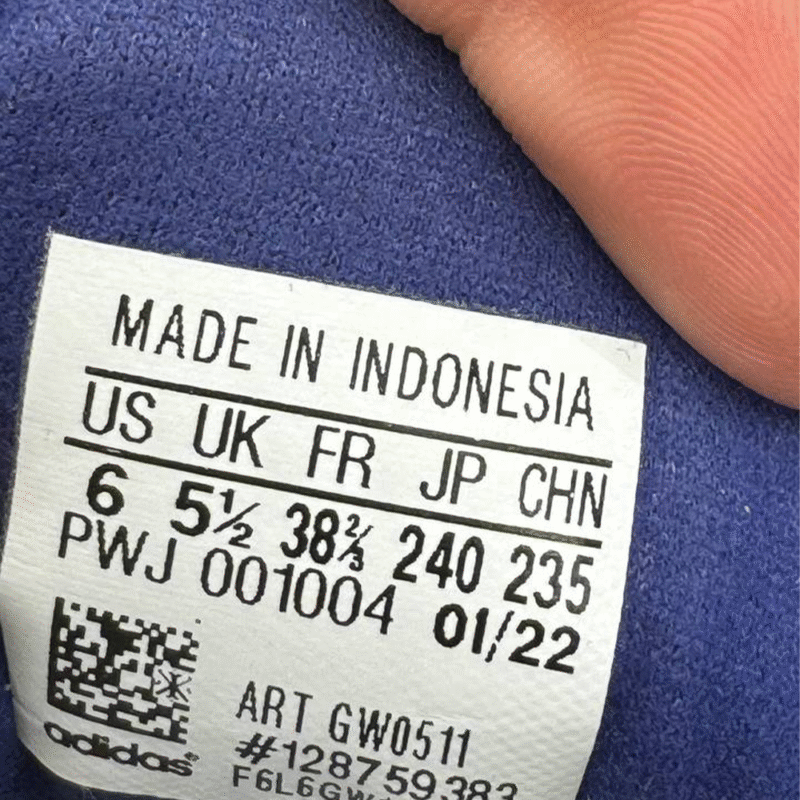 MADE IN INDONESIA
US UK FR JP CHN
6 5½ 38⅔ 240 235
PWJ 001004 01/22
ART GW0511
#128759383
adidas